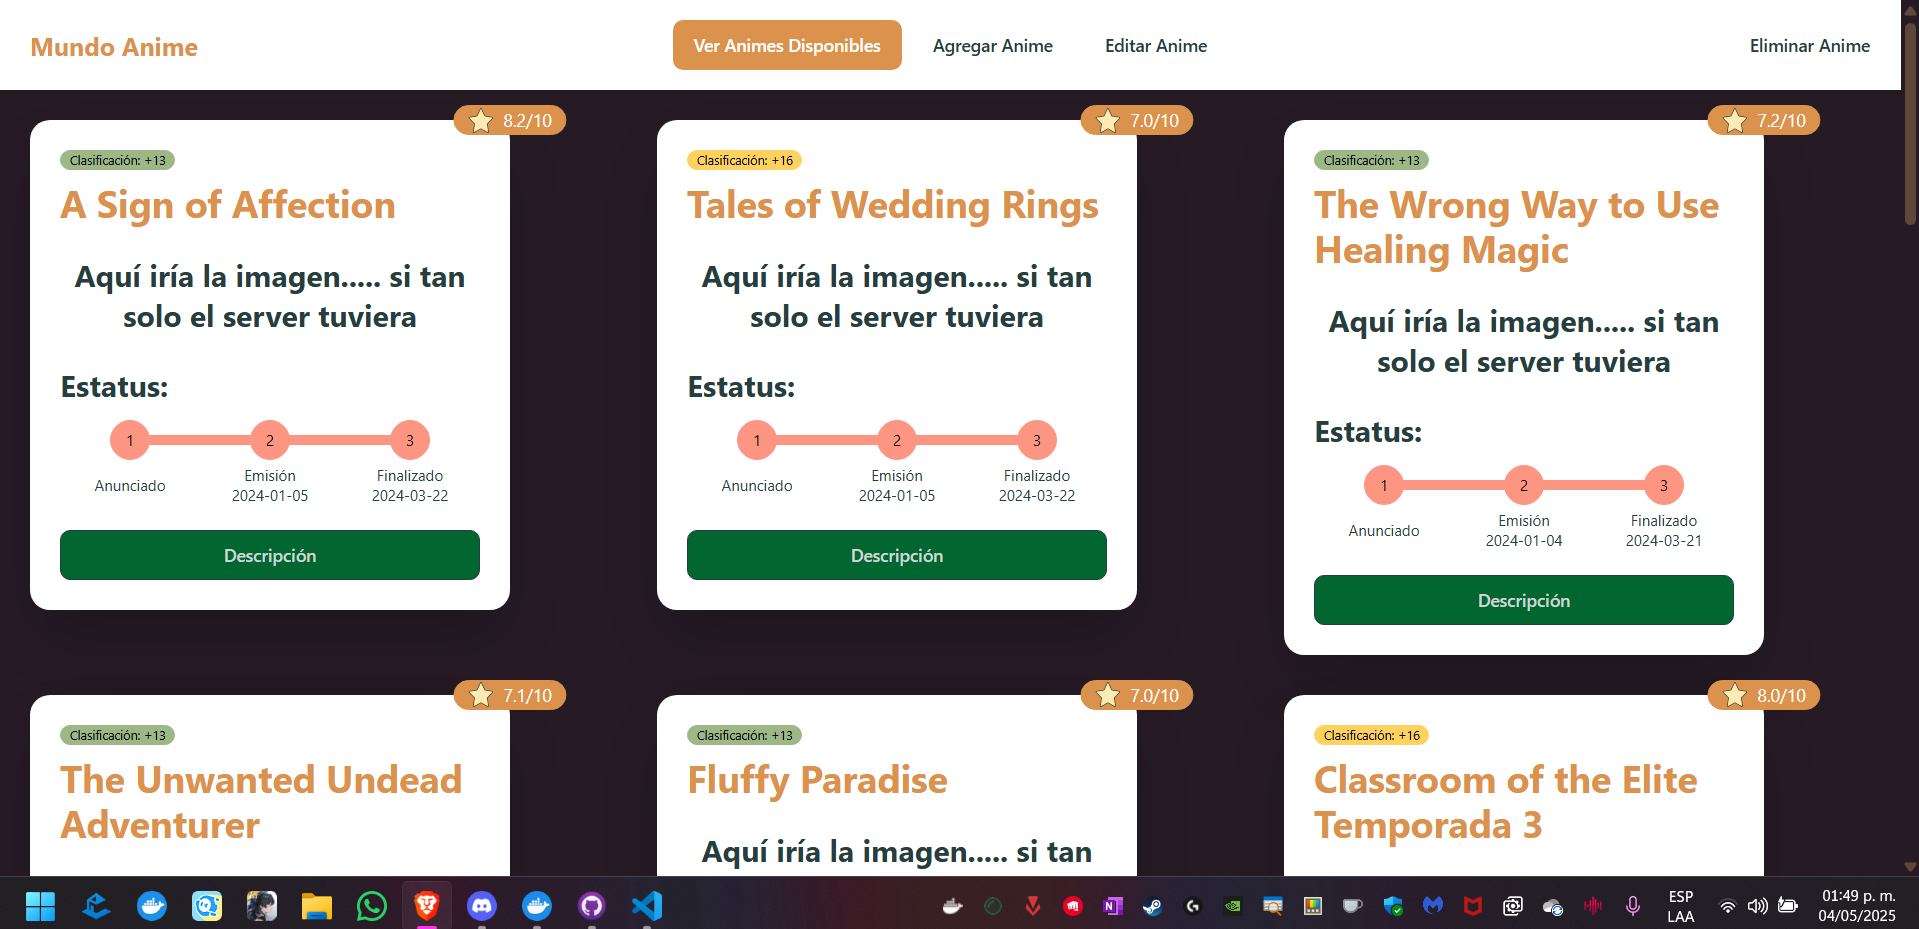 Mundo Anime
Ver Animes Disponibles
Agregar Anime
Editar Anime
Eliminar Anime
8.2/10
Clasificación: +13
A Sign of Affection
Aquí iría la imagen..... si tan
solo el server tuviera
Estatus:
1
2
3
Anunciado
Emisión
2024-01-05
Finalizado
2024-03-22
Descripción
7.0/10
Clasificación: +16
Tales of Wedding Rings
Aquí iría la imagen..... si tan
solo el server tuviera
Estatus:
1
2
3
Anunciado
Emisión
2024-01-05
Finalizado
2024-03-22
Descripción
7.2/10
Clasificación: +13
The Wrong Way to Use
Healing Magic
Aquí iría la imagen..... si tan
solo el server tuviera
Estatus:
1
2
3
Anunciado
Emisión
2024-01-04
Finalizado
2024-03-21
Descripción
7.1/10
Clasificación: +13
The Unwanted Undead
Adventurer
7.0/10
Clasificación: +13
Fluffy Paradise
Aquí iría la imagen..... si tan
8.0/10
Clasificación: +16
Classroom of the Elite
Temporada 3
ESP
LAA
01:49 p. m.
04/05/2025